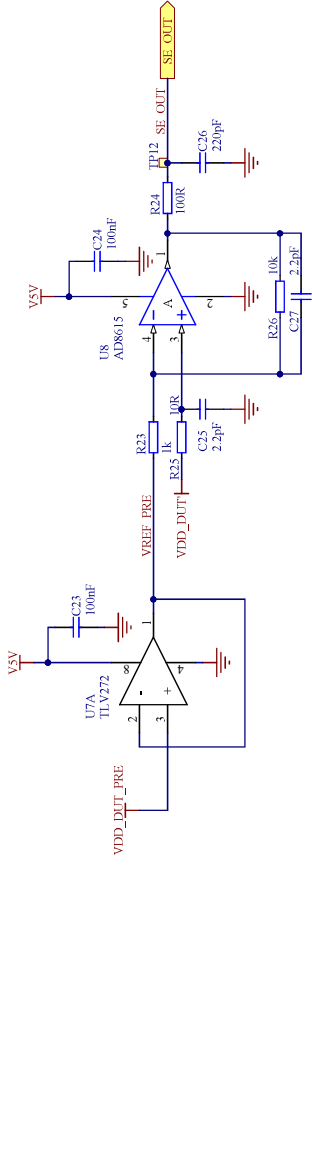 SE_OUT
SE_OUT
TP12
C26
220pF
R24
100R
C24
100nF
V5V
1
5
A
2
U8
AD8615
4
3
10k
R26
2.2pF
C27
R23
1k
10R
R25
C25
2.2pF
VREF_PRE
VDD_DUT
C23
100nF
V5V
1
8
4
U7A
TLV272
2
3
VDD_DUT_PRE